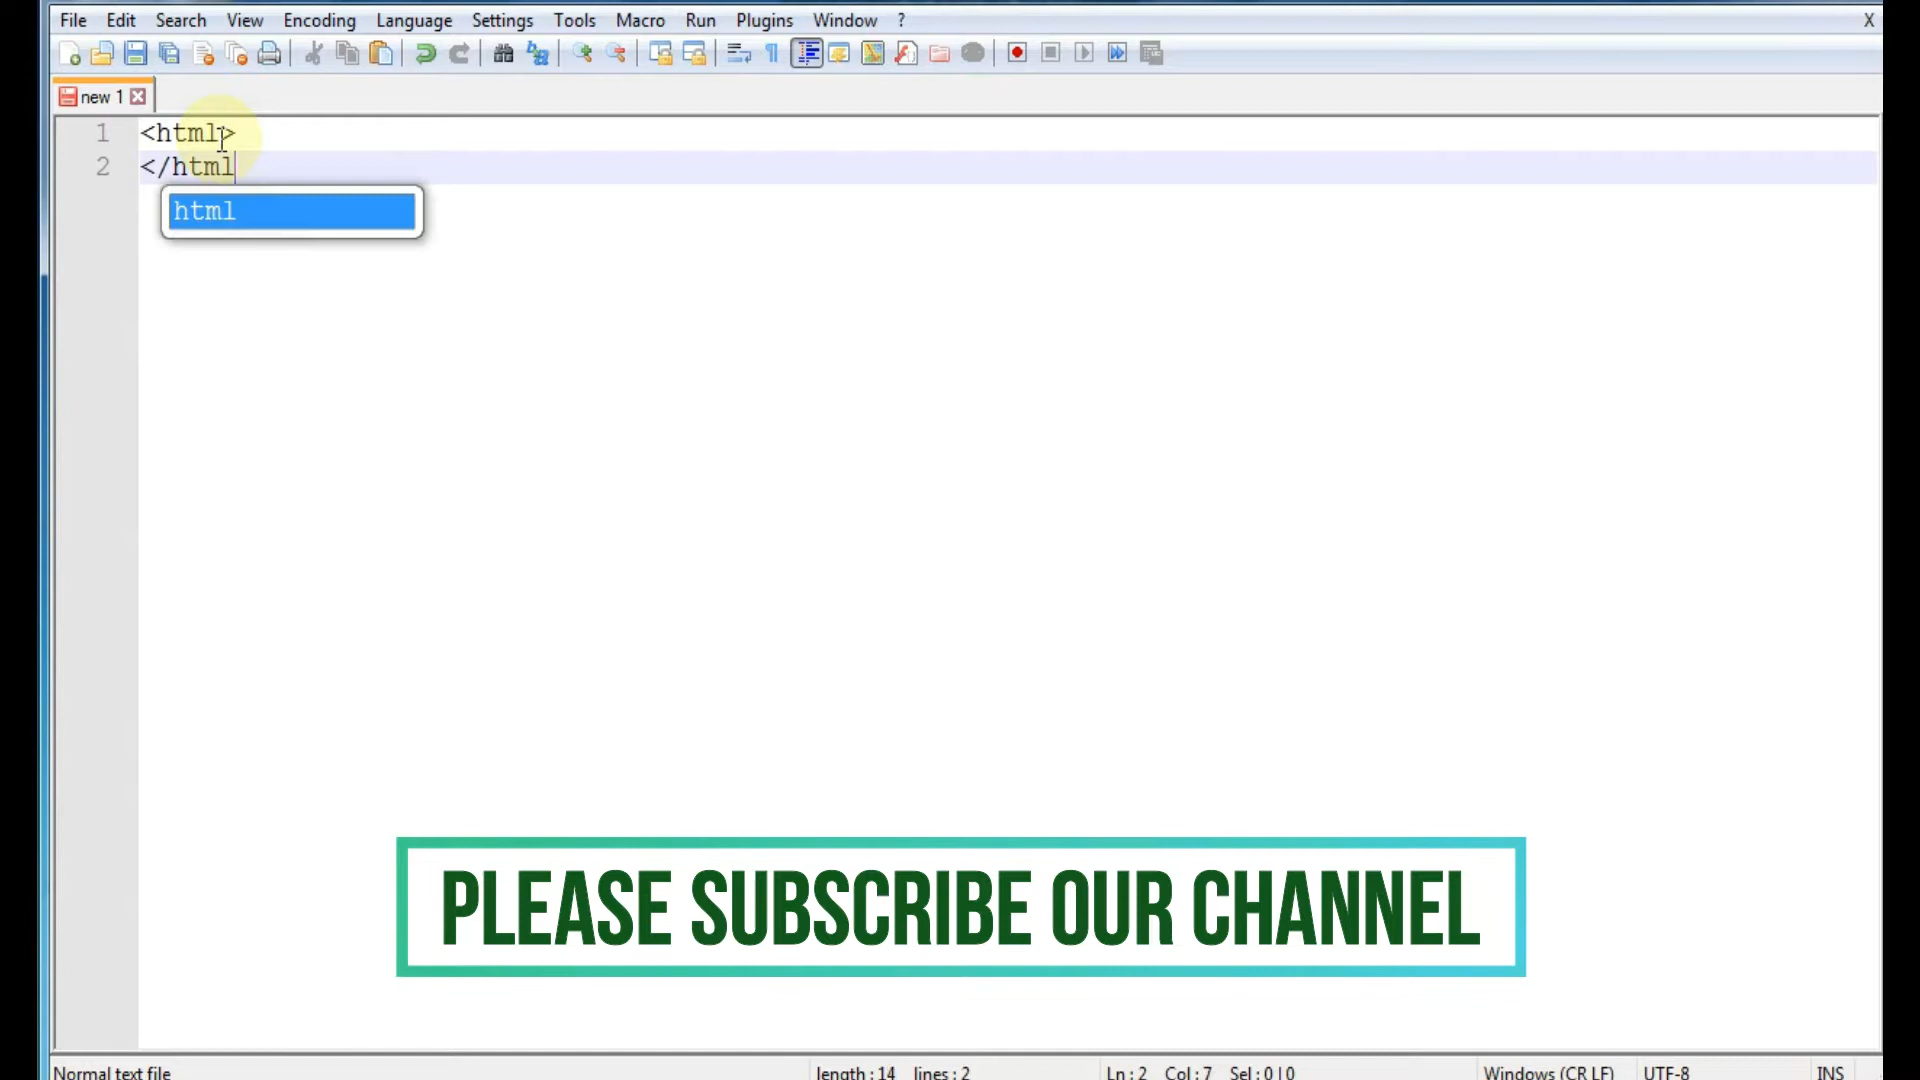 File Edit Search View Encoding Language Settings Tools Macro Run Plugins Window ? X
new 1
1 <html>
2 </html
html
PLEASE SUBSCRIBE OUR CHANNEL
Normal text file length : 14 lines : 2 Ln : 2 Col : 7 Sel : 0 | 0 Windows (CR LF) UTF-8 INS